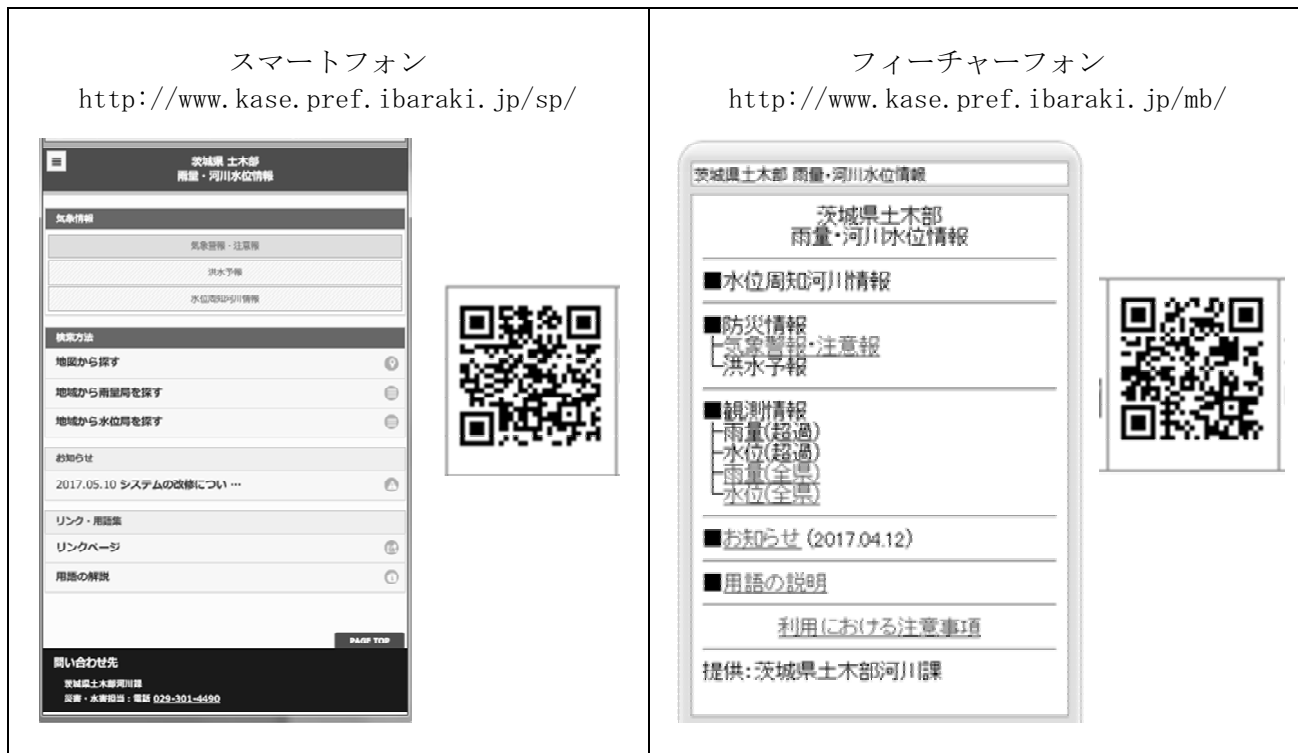 スマートフォン
http://www.kase.pref.ibaraki.jp/sp/
茨城県 土木部
雨量・河川水位情報
気象情報
気象警報・注意報
洪水予報
水位周知河川情報
検索方法
地図から探す
地域から雨量局を探す
地域から水位局を探す
お知らせ
2017.05.10 システムの改修につい …
リンク・用語集
リンクページ
用語の解説
PAGE TOP
問い合わせ先
茨城県土木部河川課
災害・水害担当：電話 029-301-4490
フィーチャーフォン
http://www.kase.pref.ibaraki.jp/mb/
茨城県土木部 雨量・河川水位情報
茨城県土木部
雨量・河川水位情報
■水位周知河川情報
■防災情報
├気象警報・注意報
└洪水予報
■観測情報
├雨量(超過)
├水位(超過)
├雨量(全県)
└水位(全県)
■お知らせ (2017.04.12)
■用語の説明
利用における注意事項
提供:茨城県土木部河川課